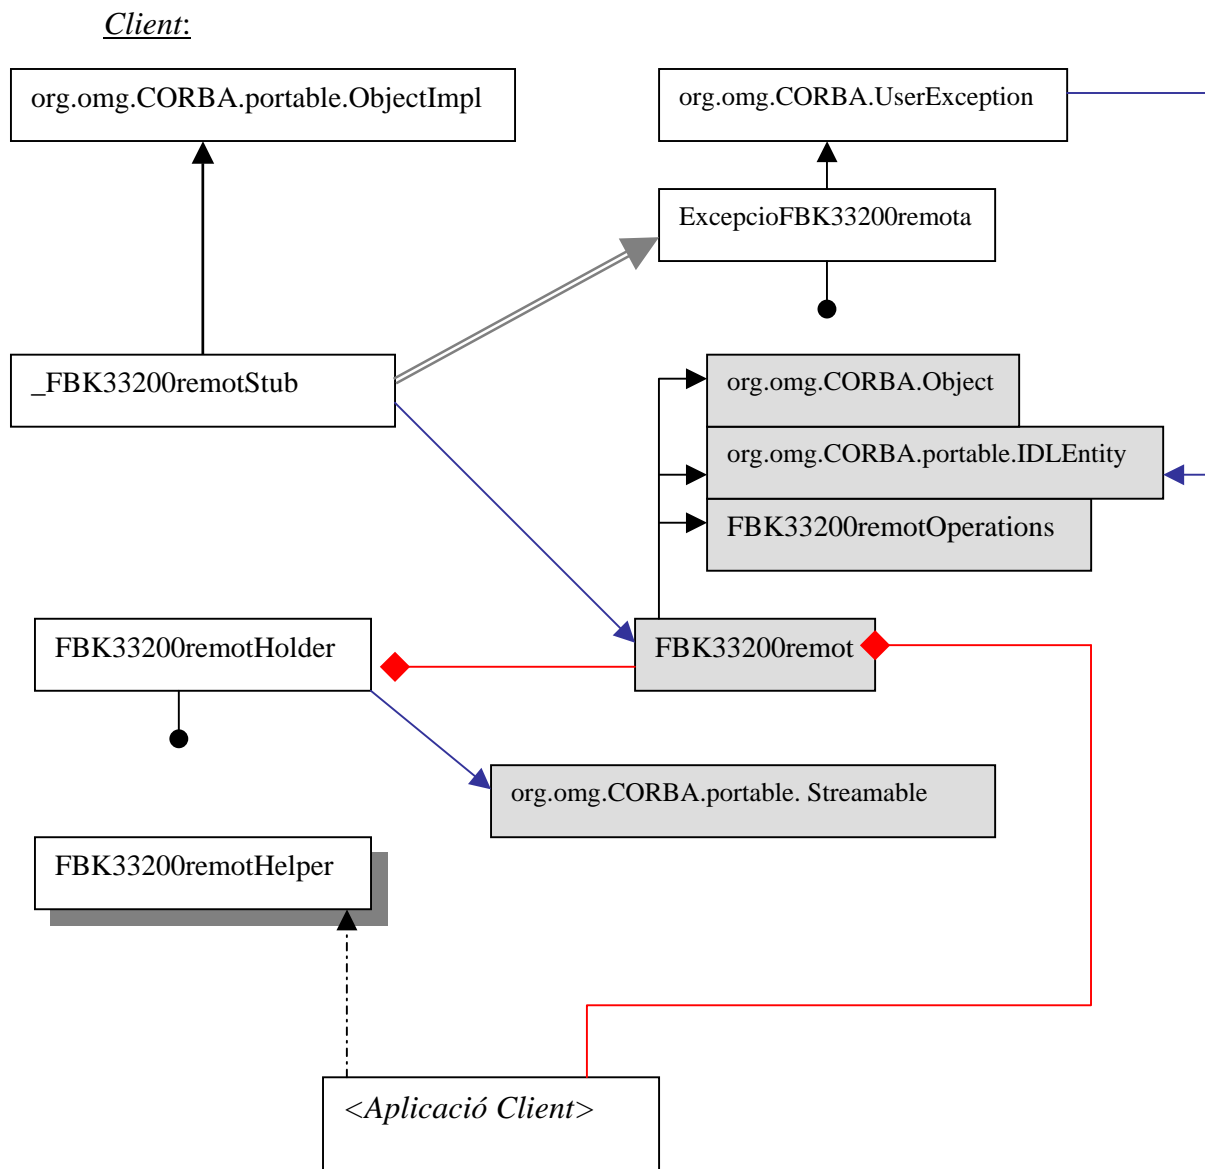 Client:
org.omg.CORBA.portable.ObjectImpl
org.omg.CORBA.UserException
ExcepcioFBK33200remota
_FBK33200remotStub
org.omg.CORBA.Object
org.omg.CORBA.portable.IDLEntity
FBK33200remotOperations
FBK33200remotHolder
FBK33200remot
org.omg.CORBA.portable. Streamable
FBK33200remotHelper
<Aplicació Client>